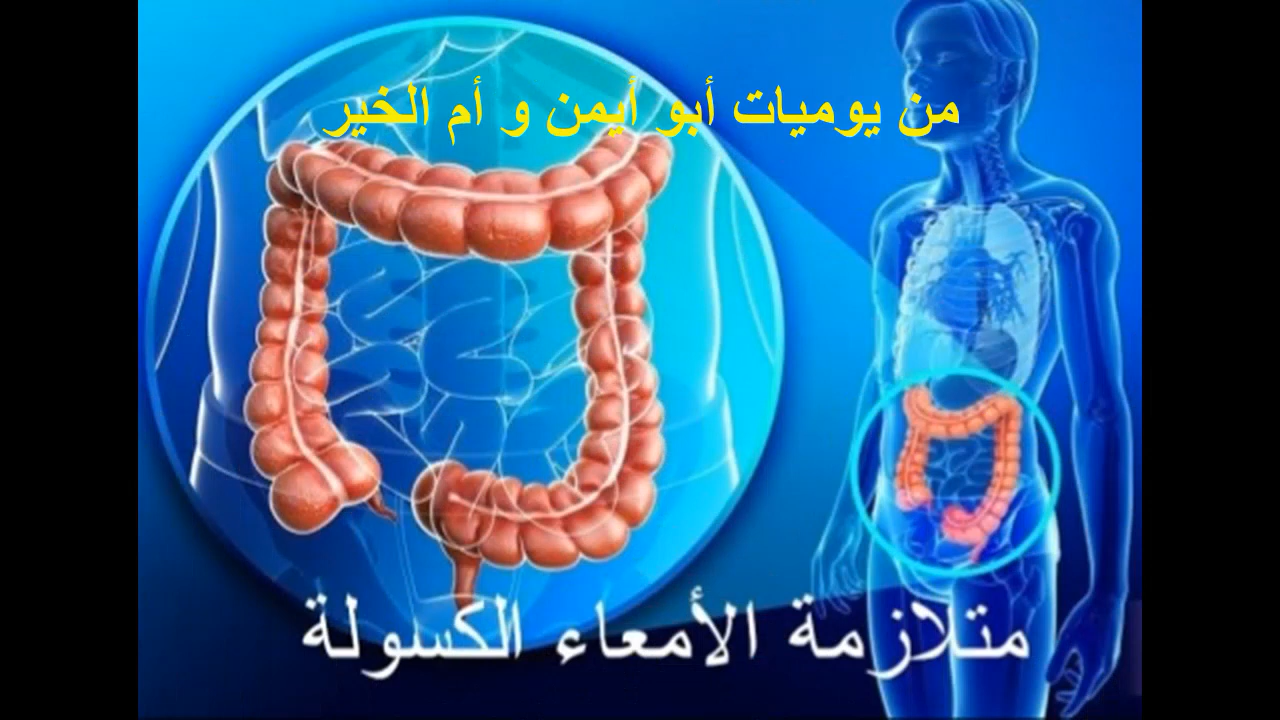 من يوميات أبو أيمن و أم الخير
متلازمة الأمعاء الكسولة